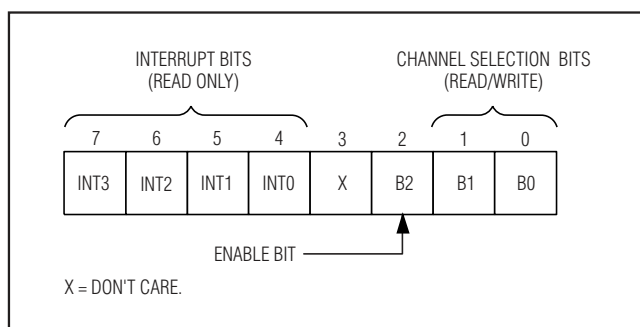 INTERRUPT BITS
(READ ONLY)
CHANNEL SELECTION BITS
(READ/WRITE)
7 6 5 4 3 2 1 0
INT3 INT2 INT1 INT0 X B2 B1 B0
ENABLE BIT
X = DON'T CARE.